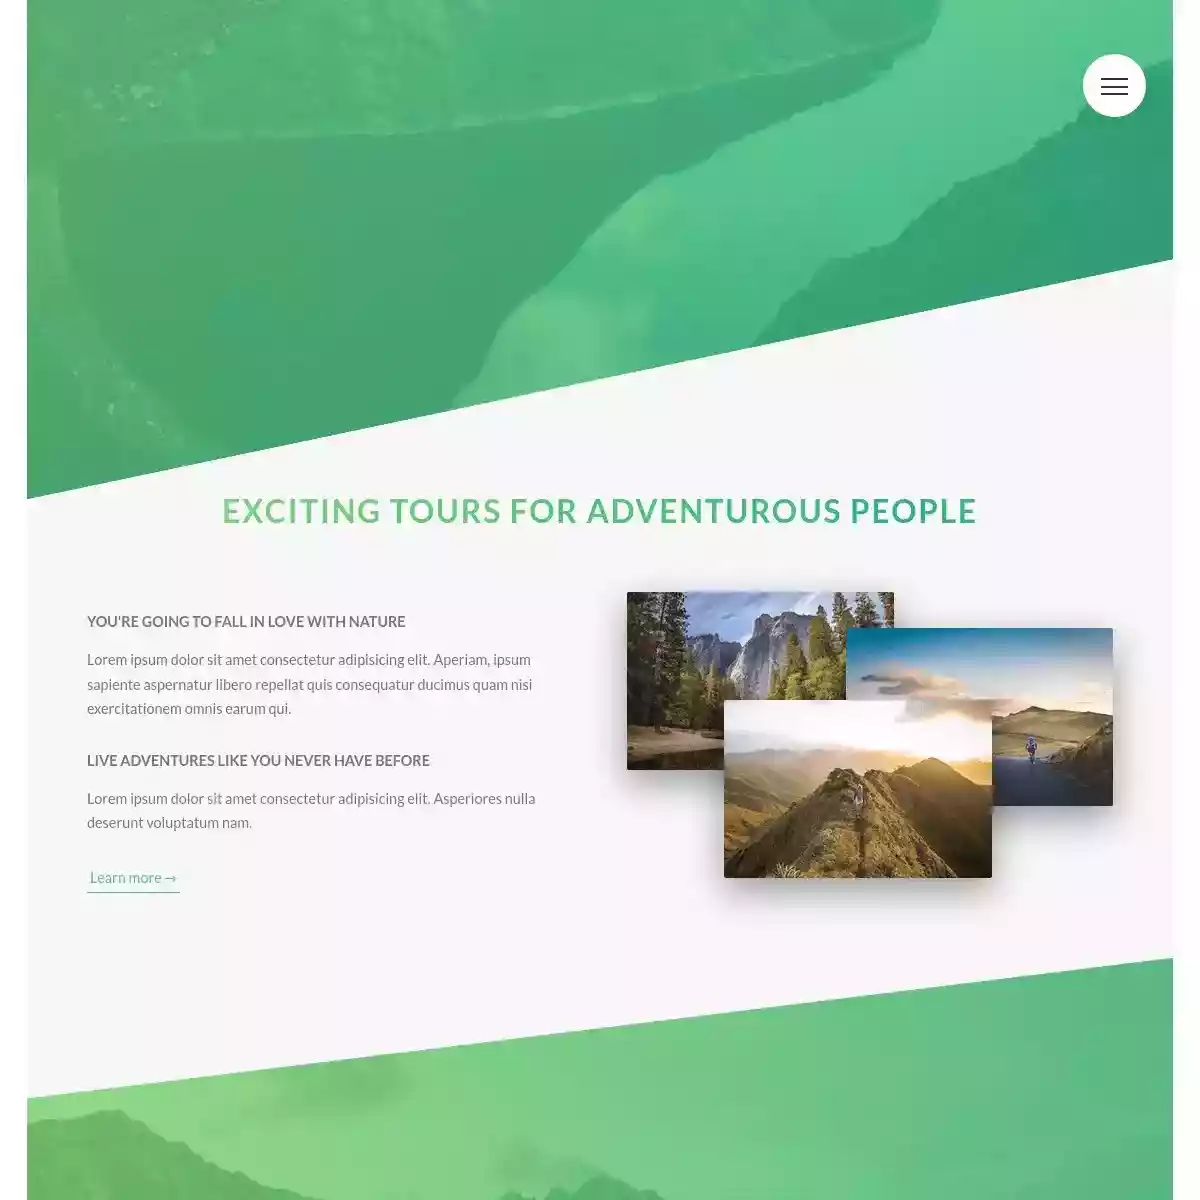 EXCITING TOURS FOR ADVENTUROUS PEOPLE
YOU'RE GOING TO FALL IN LOVE WITH NATURE
Lorem ipsum dolor sit amet consectetur adipisicing elit. Aperiam, ipsum
sapiente aspernatur libero repellat quis consequatur ducimus quam nisi
exercitationem omnis earum qui.
LIVE ADVENTURES LIKE YOU NEVER HAVE BEFORE
Lorem ipsum dolor sit amet consectetur adipisicing elit. Asperiores nulla
deserunt voluptatum nam.
Learn more →